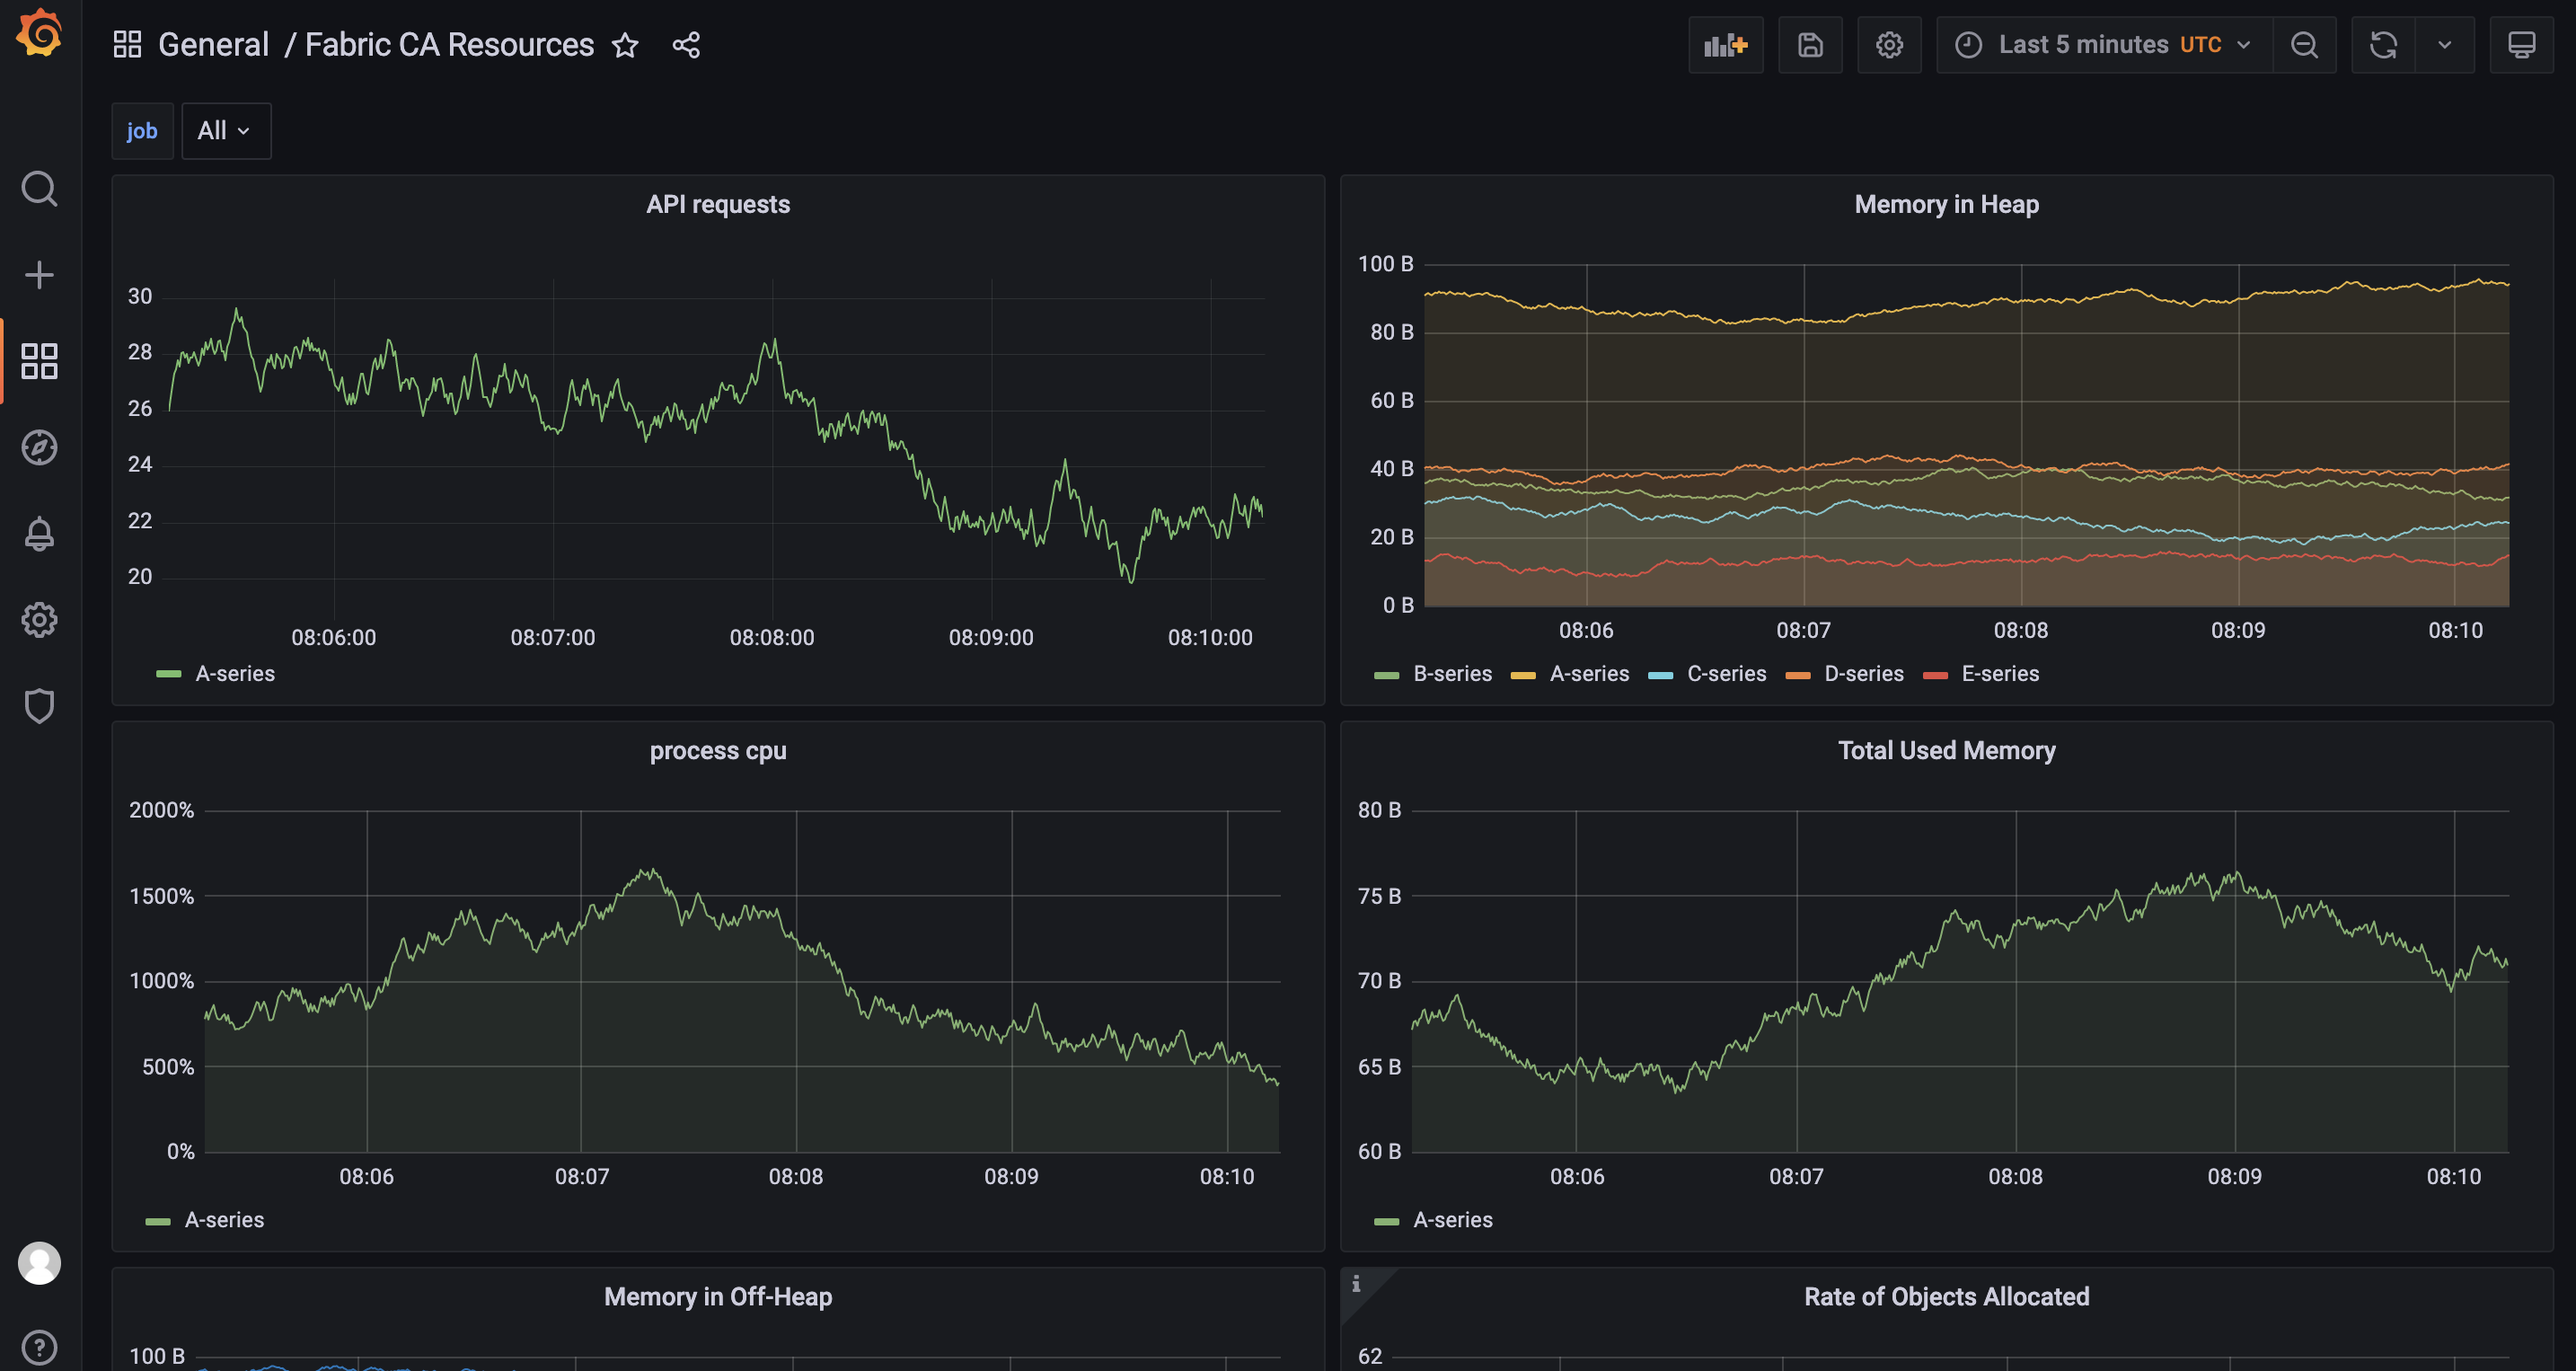 General / Fabric CA Resources
Last 5 minutes UTC
job All
API requests
30
28
26
24
22
20
08:06:00 08:07:00 08:08:00 08:09:00 08:10:00
A-series
Memory in Heap
100 B
80 B
60 B
40 B
20 B
0 B
08:06 08:07 08:08 08:09 08:10
B-series A-series C-series D-series E-series
process cpu
2000%
1500%
1000%
500%
0%
08:06 08:07 08:08 08:09 08:10
A-series
Total Used Memory
80 B
75 B
70 B
65 B
60 B
08:06 08:07 08:08 08:09 08:10
A-series
Memory in Off-Heap
100 B
i
Rate of Objects Allocated
62
?